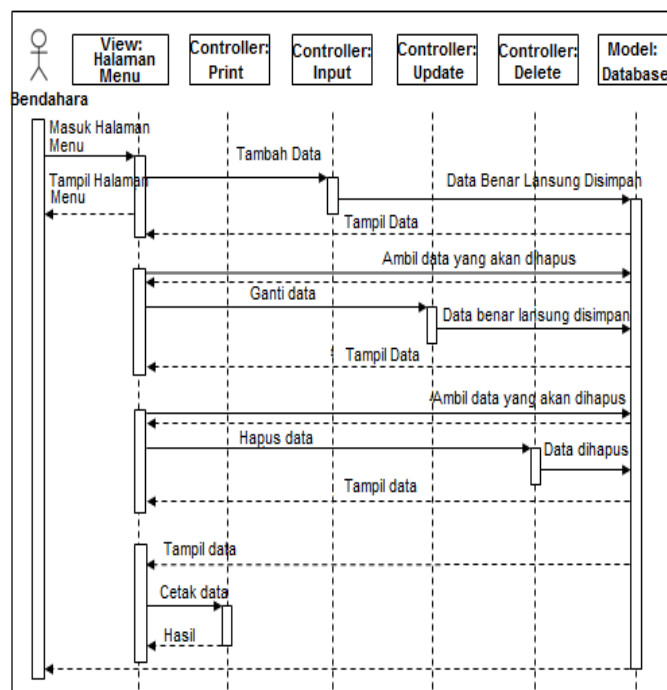 View:
Halaman
Menu
Controller:
Print
Controller:
Input
Controller:
Update
Controller:
Delete
Model:
Database
Bendahara
Masuk Halaman
Menu
Tambah Data
Tampil Halaman
Menu
Data Benar Lansung Disimpan
Tampil Data
Ambil data yang akan dihapus
Ganti data
Data benar lansung disimpan
Tampil Data
Ambil data yang akan dihapus
Hapus data
Data dihapus
Tampil data
Tampil data
Cetak data
Hasil